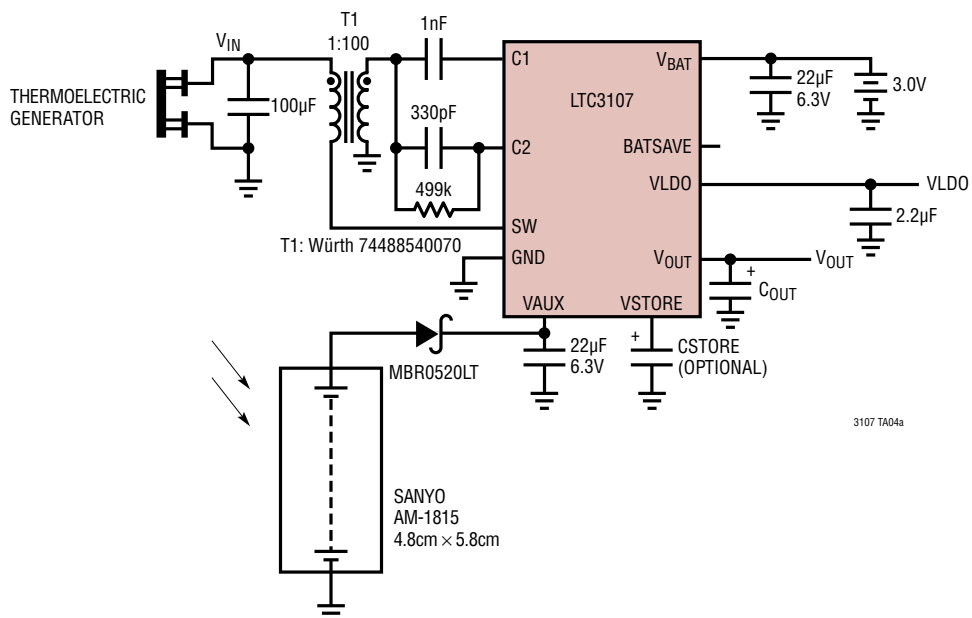 T1
1:100
1nF
VIN
THERMOELECTRIC
GENERATOR
100µF
330pF
499k
T1: Würth 74488540070
C1
C2
SW
GND
VAUX
VSTORE
LTC3107
VBAT
BATSAVE
VLDO
VOUT
22µF
6.3V
3.0V
VLDO
2.2µF
VOUT
+
COUT
MBR0520LT
22µF
6.3V
+
CSTORE
(OPTIONAL)
3107 TA04a
SANYO
AM-1815
4.8cm × 5.8cm